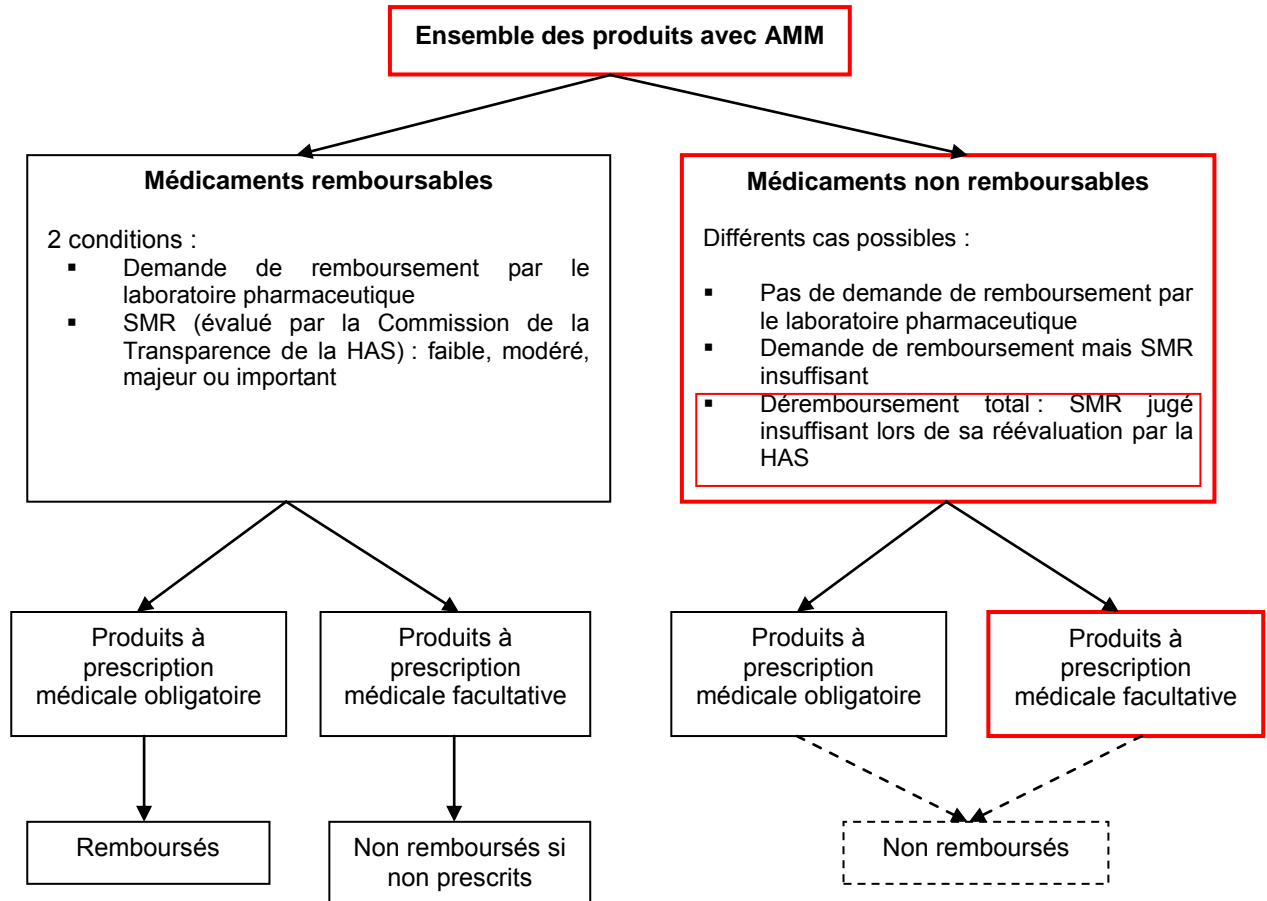 Ensemble des produits avec AMM
Médicaments remboursables
2 conditions :
▪ Demande de remboursement par le
laboratoire pharmaceutique
▪ SMR (évalué par la Commission de la
Transparence de la HAS) : faible, modéré,
majeur ou important
Médicaments non remboursables
Différents cas possibles :
▪ Pas de demande de remboursement par
le laboratoire pharmaceutique
▪ Demande de remboursement mais SMR
insuffisant
▪ Déremboursement total : SMR jugé
insuffisant lors de sa réévaluation par la
HAS
Produits à
prescription
médicale obligatoire
Produits à
prescription
médicale facultative
Produits à
prescription
médicale obligatoire
Produits à
prescription
médicale facultative
Remboursés
Non remboursés si
non prescrits
Non remboursés